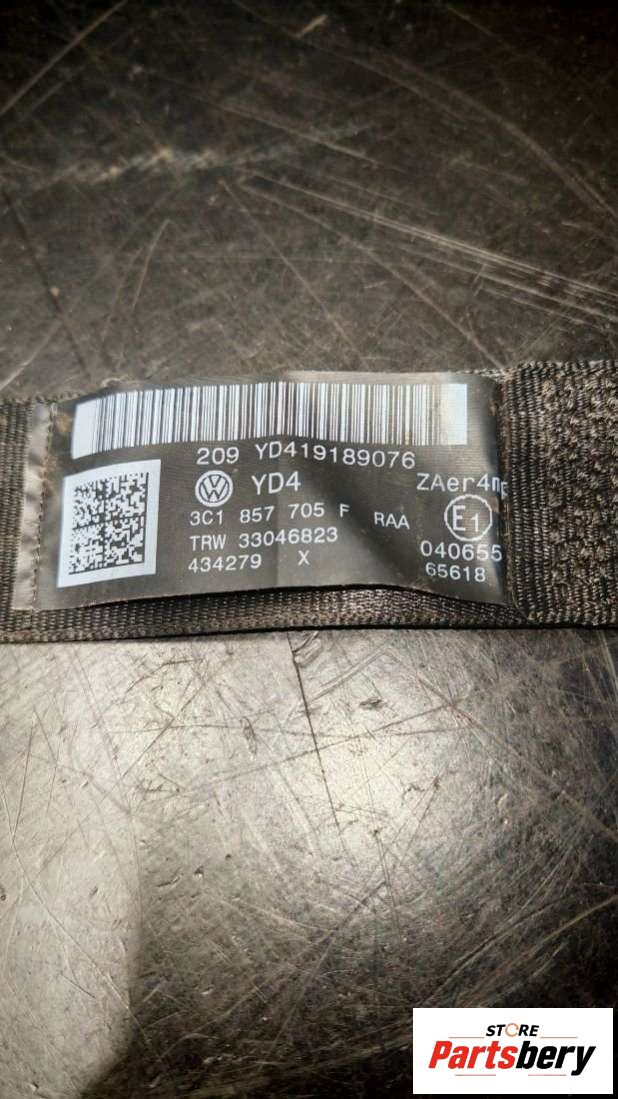 209 YD419189076
YD4 ZAer4m
3C1 857 705 F RAA E1
TRW 33046823 040655
434279 X 65618
STORE
Partsbery